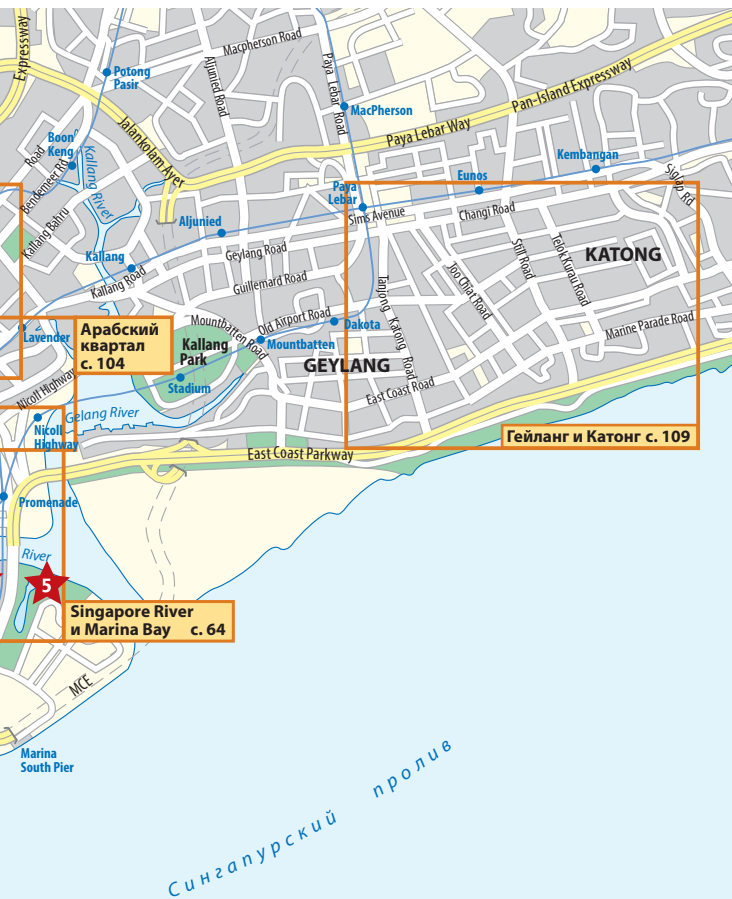 Expressway
Macpherson Road
Potong
Pasir
Aljunied Road
Paya Lebar Road
MacPherson
Pan-Island Expressway
Jalankolam Ayer
Paya Lebar Way
Boon
Keng
Road
Bendemeer Rd
Kallang River
Kembangan
Eunos
Siglap Rd
Paya
Lebar
Sims Avenue
Changi Road
Aljunied
Kallang Bahru
Geylang Road
Still Road
Telok Kurau Road
KATONG
Kallang
Kallang Road
Guillemard Road
Too Chiat Road
Tanjong Katong Road
Old Airport Road
Mountbatten Road
Dakota
Marine Parade Road
Lavender
Арабский
квартал
с. 104
Kallang
Park
Mountbatten
GEYLANG
Stadium
East Coast Road
Nicoll Highway
Gelang River
Nicoll
Highway
Гейланг и Катонг с. 109
East Coast Parkway
Promenade
River
5
Singapore River
и Marina Bay с. 64
MCE
Marina
South Pier
Сингапурский пролив